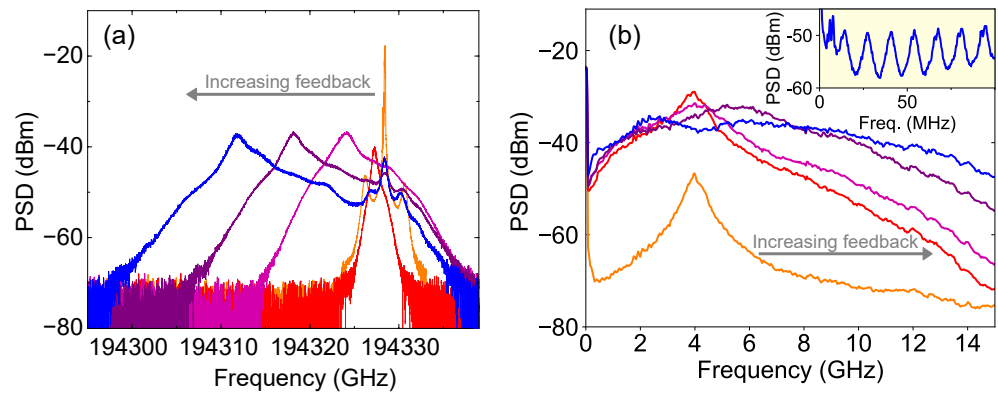 (a)
−20
−40
−60
−80
PSD (dBm)
Increasing feedback
194300
194310
194320
194330
Frequency (GHz)
(b)
−20
−40
−60
−80
PSD (dBm)
Increasing feedback
0
2
4
6
8
10
12
14
Frequency (GHz)
−50
−60
PSD (dBm)
0
50
Freq. (MHz)